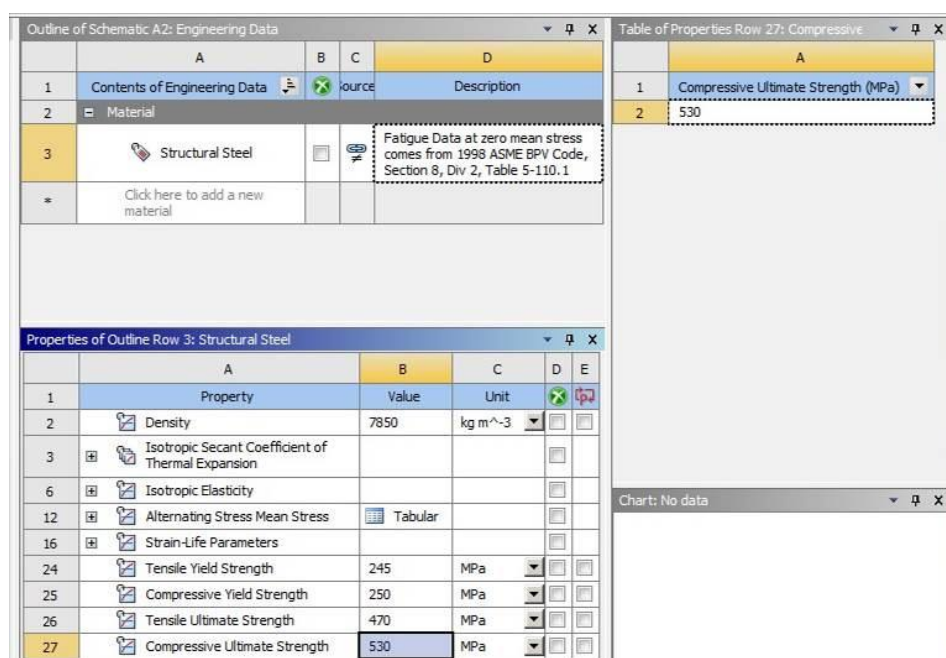 Outline of Schematic A2: Engineering Data
A B C D
1 Contents of Engineering Data Source Description
2 Material
3 Structural Steel Fatigue Data at zero mean stress
comes from 1998 ASME BPV Code,
Section 8, Div 2, Table 5-110.1
* Click here to add a new
material
Table of Properties Row 27: Compressive
A
1 Compressive Ultimate Strength (MPa)
2 530
Properties of Outline Row 3: Structural Steel
A B C D E
1 Property Value Unit
2 Density 7850 kg m^-3
3 Isotropic Secant Coefficient of
Thermal Expansion
6 Isotropic Elasticity
12 Alternating Stress Mean Stress Tabular
16 Strain-Life Parameters
24 Tensile Yield Strength 245 MPa
25 Compressive Yield Strength 250 MPa
26 Tensile Ultimate Strength 470 MPa
27 Compressive Ultimate Strength 530 MPa
Chart: No data